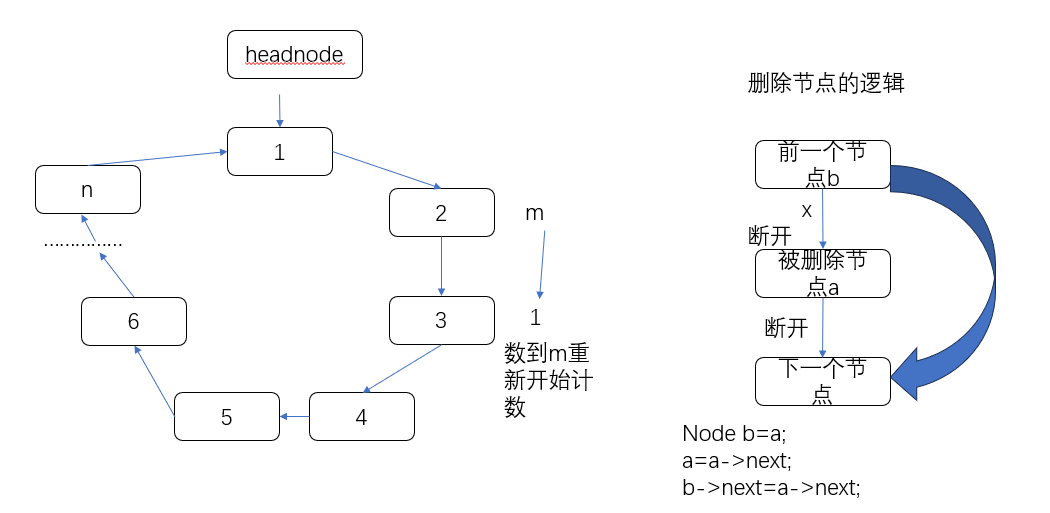 headnode
1
n
2
m
...............
6
3
1
数到m重
新开始计
数
5
4
删除节点的逻辑
前一个节
点b
x
断开
被删除节
点a
断开
下一个节
点
Node b=a;
a=a->next;
b->next=a->next;